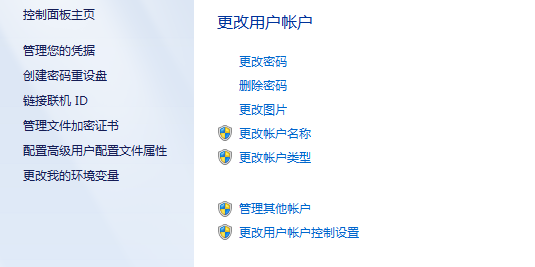 控制面板主页
管理您的凭据
创建密码重设盘
链接联机 ID
管理文件加密证书
配置高级用户配置文件属性
更改我的环境变量
更改用户帐户
更改密码
删除密码
更改图片
更改帐户名称
更改帐户类型
管理其他帐户
更改用户帐户控制设置